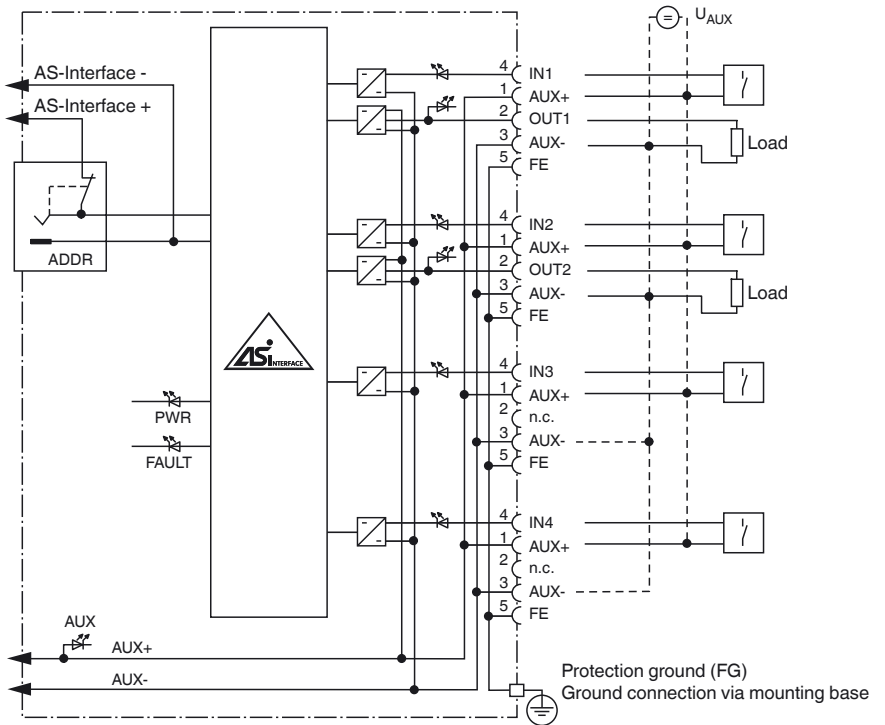 U_AUX
AS-Interface -
AS-Interface +
ADDR
4 IN1
1 AUX+
2 OUT1
3 AUX-
5 FE
Load
4 IN2
1 AUX+
2 OUT2
3 AUX-
5 FE
Load
ASi INTERFACE
4 IN3
1 AUX+
2 n.c.
3 AUX-
5 FE
PWR
FAULT
4 IN4
1 AUX+
2 n.c.
3 AUX-
5 FE
AUX
AUX+
AUX-
Protection ground (FG)
Ground connection via mounting base